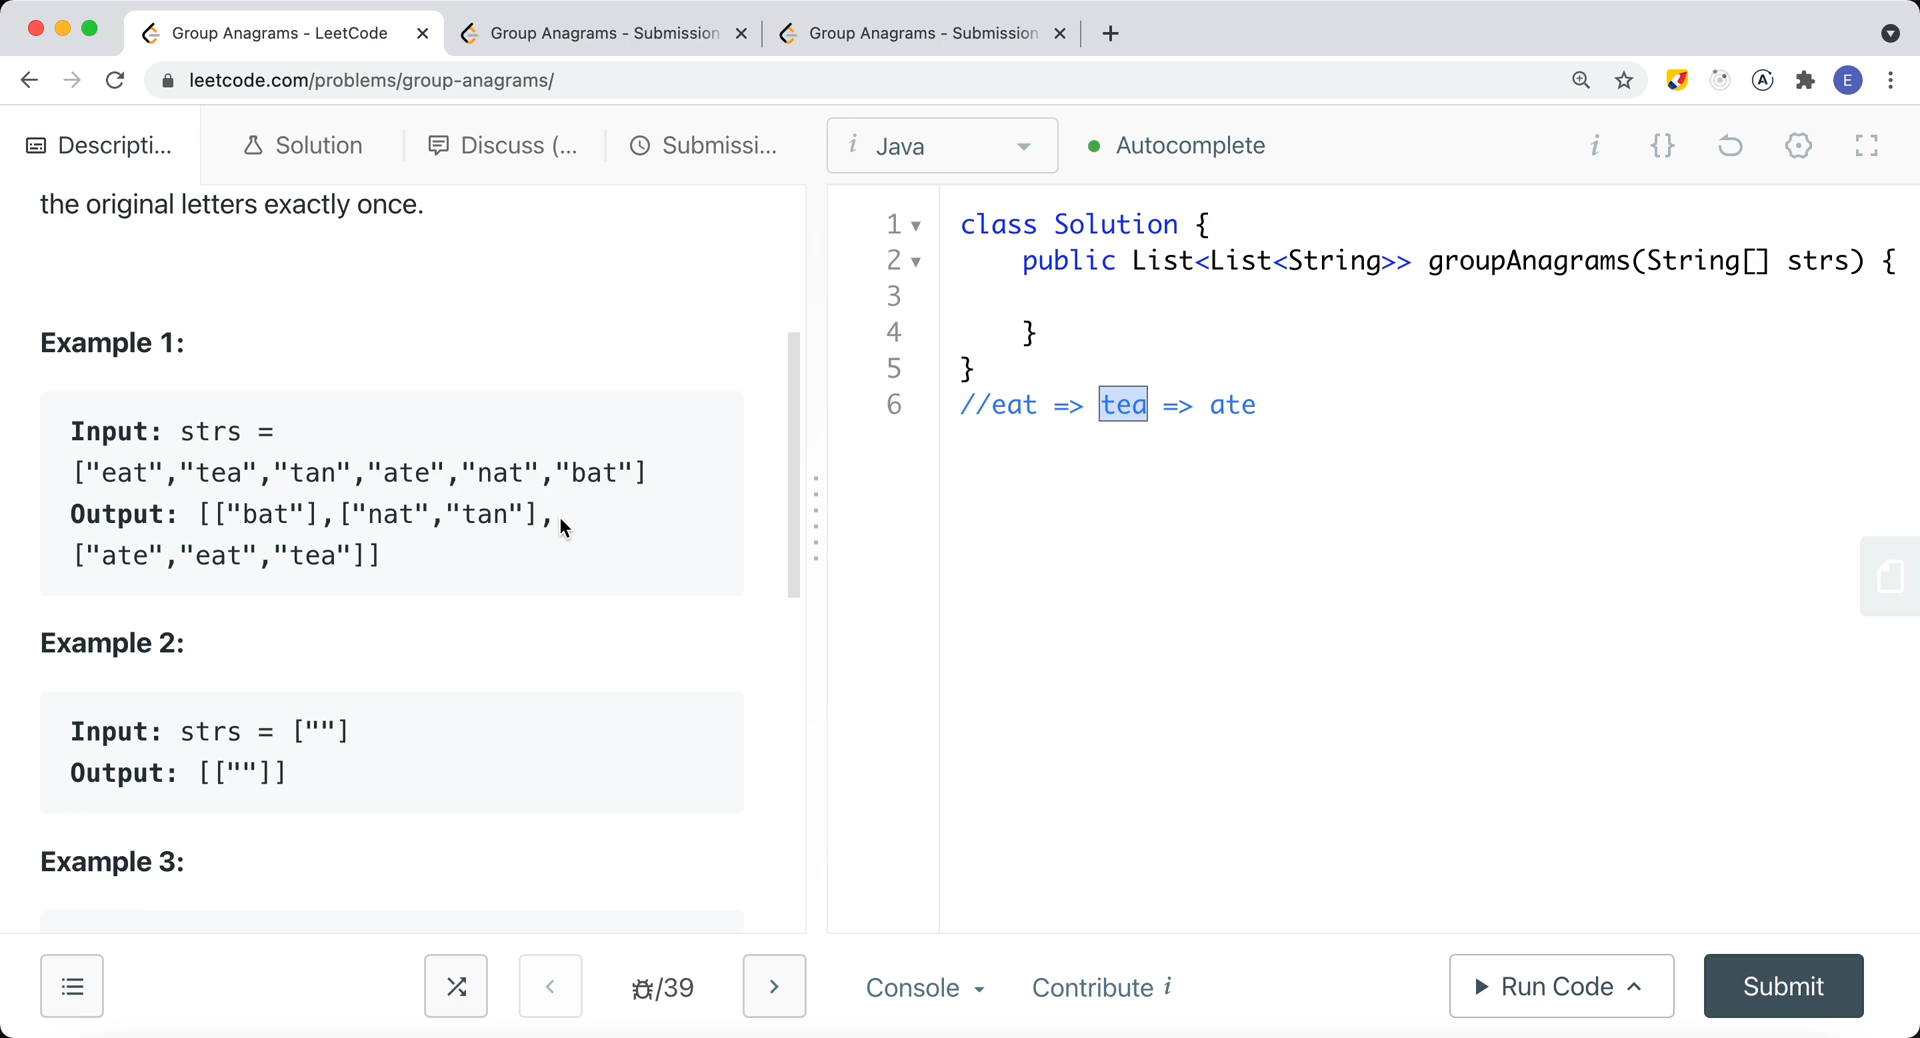 Group Anagrams - LeetCode
Group Anagrams - Submission
Group Anagrams - Submission
leetcode.com/problems/group-anagrams/
A
E
Descripti...
Solution
Discuss (...
Submissi...
i Java
Autocomplete
i {}
the original letters exactly once.
Example 1:
Input: strs =
["eat","tea","tan","ate","nat","bat"]
Output: [["bat"],["nat","tan"],
["ate","eat","tea"]]
Example 2:
Input: strs = [""]
Output: [[""]]
Example 3:
1 class Solution {
2 public List<List<String>> groupAnagrams(String[] strs) {
3
4 }
5 }
6 //eat => tea => ate
/39
Console
Contribute i
Run Code
Submit